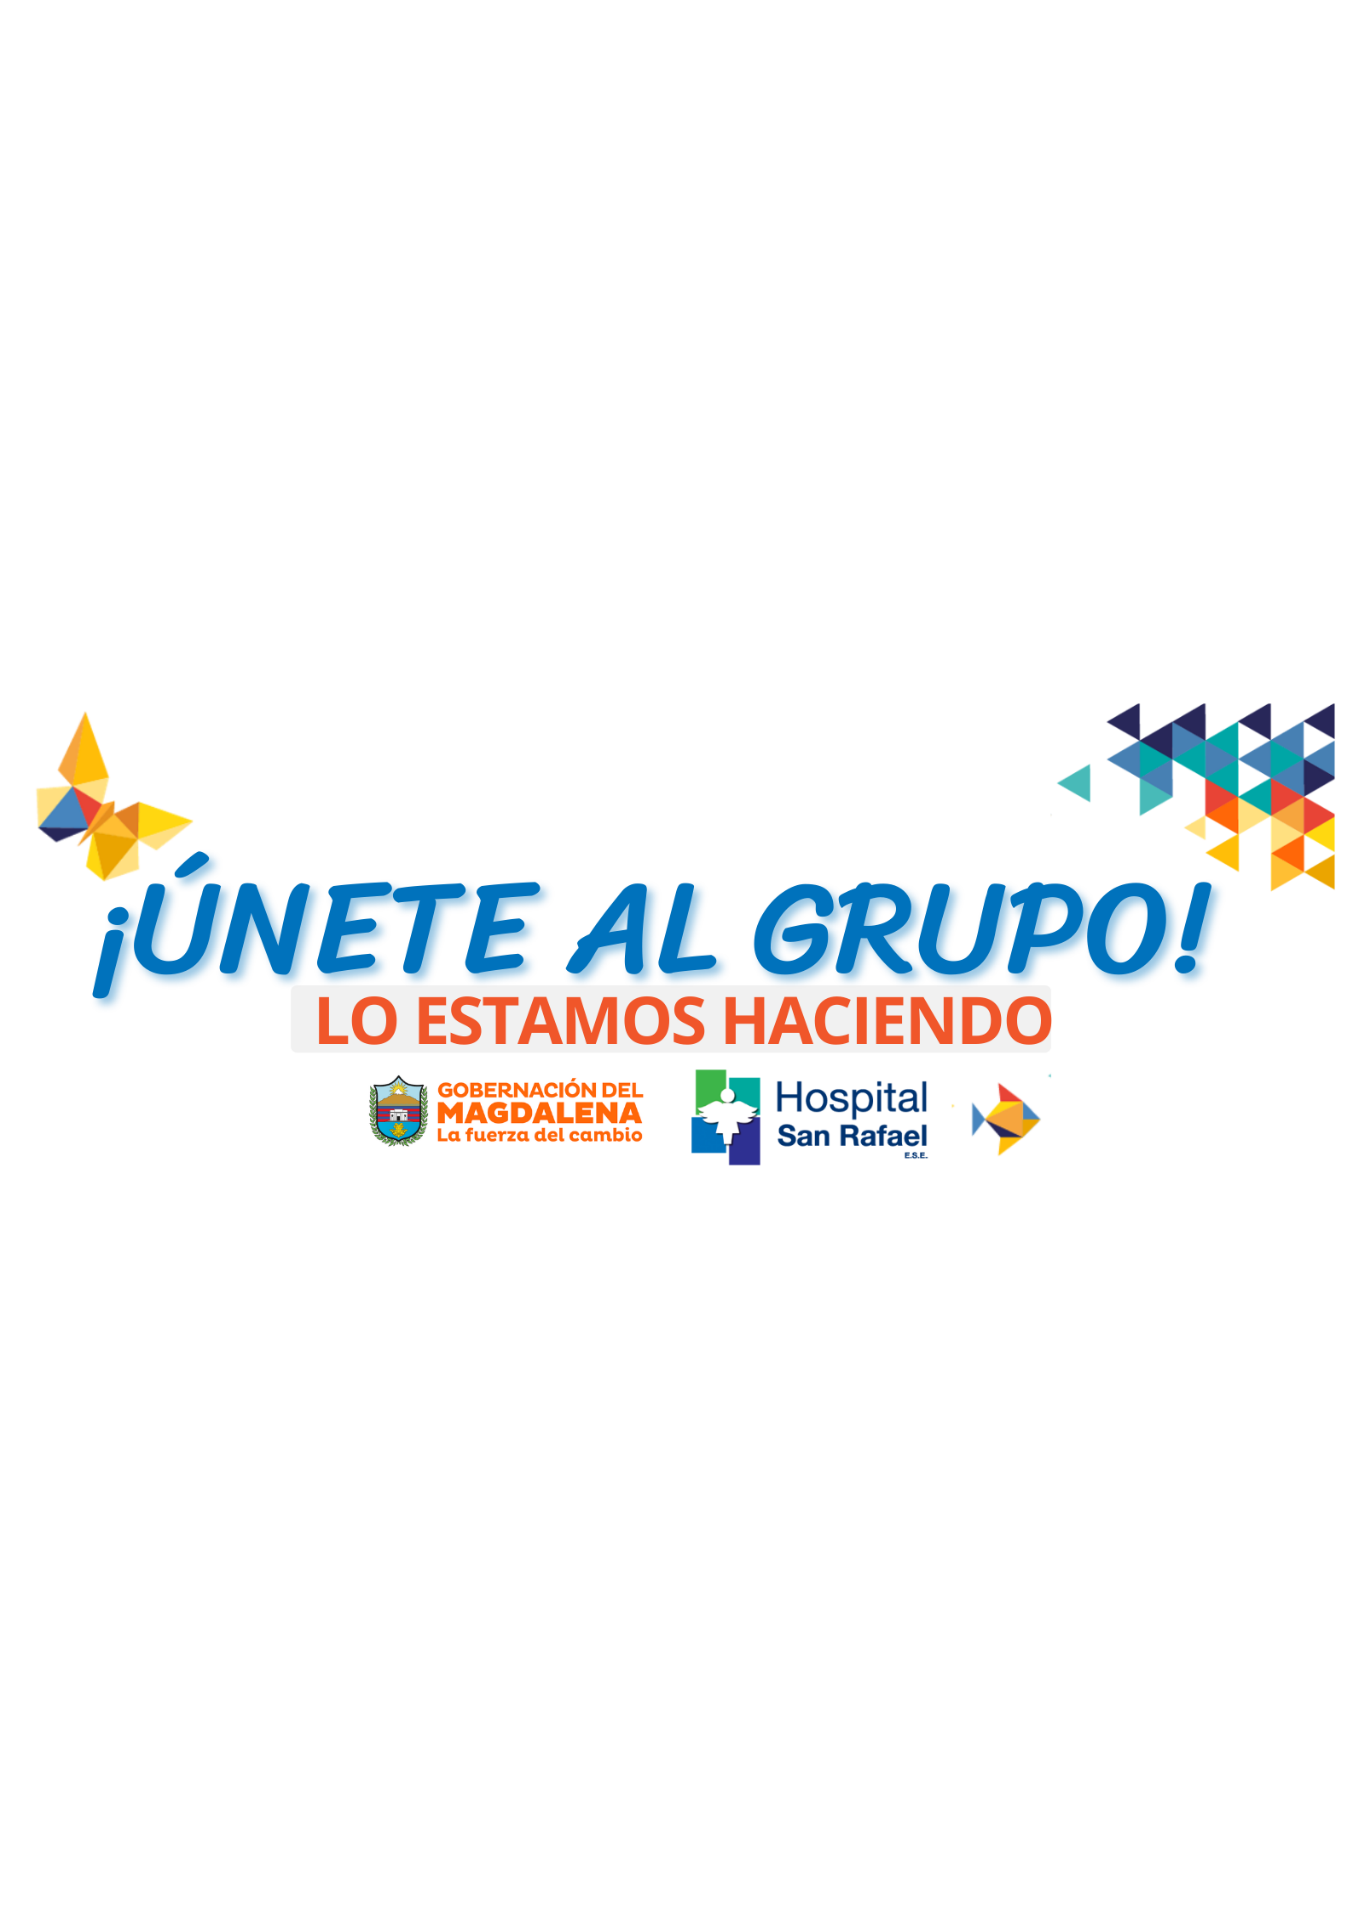 ¡ÚNETE AL GRUPO!
LO ESTAMOS HACIENDO
GOBERNACIÓN DEL
MAGDALENA
La fuerza del cambio
Hospital
San Rafael
E.S.E.